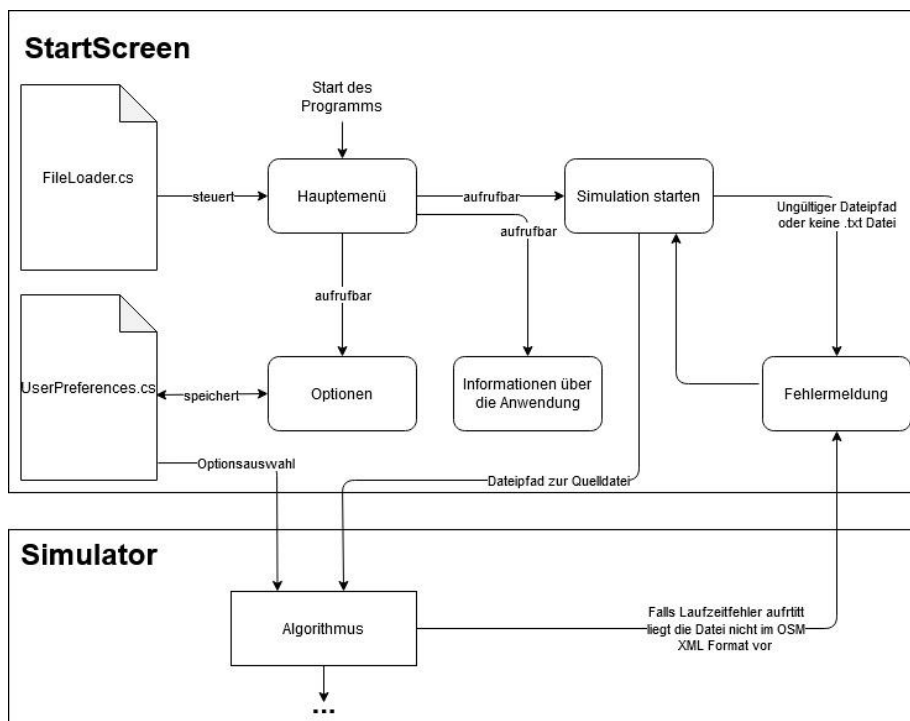 StartScreen
Start des
Programms
FileLoader.cs
steuert
Hauptemenü
aufrufbar
Simulation starten
Ungültiger Dateipfad
oder keine .txt Datei
aufrufbar
aufrufbar
UserPreferences.cs
speichert
Optionen
Informationen über
die Anwendung
Fehlermeldung
Optionsauswahl
Dateipfad zur Quelldatei
Simulator
Algorithmus
Falls Laufzeitfehler aufrtitt
liegt die Datei nicht im OSM
XML Format vor
...